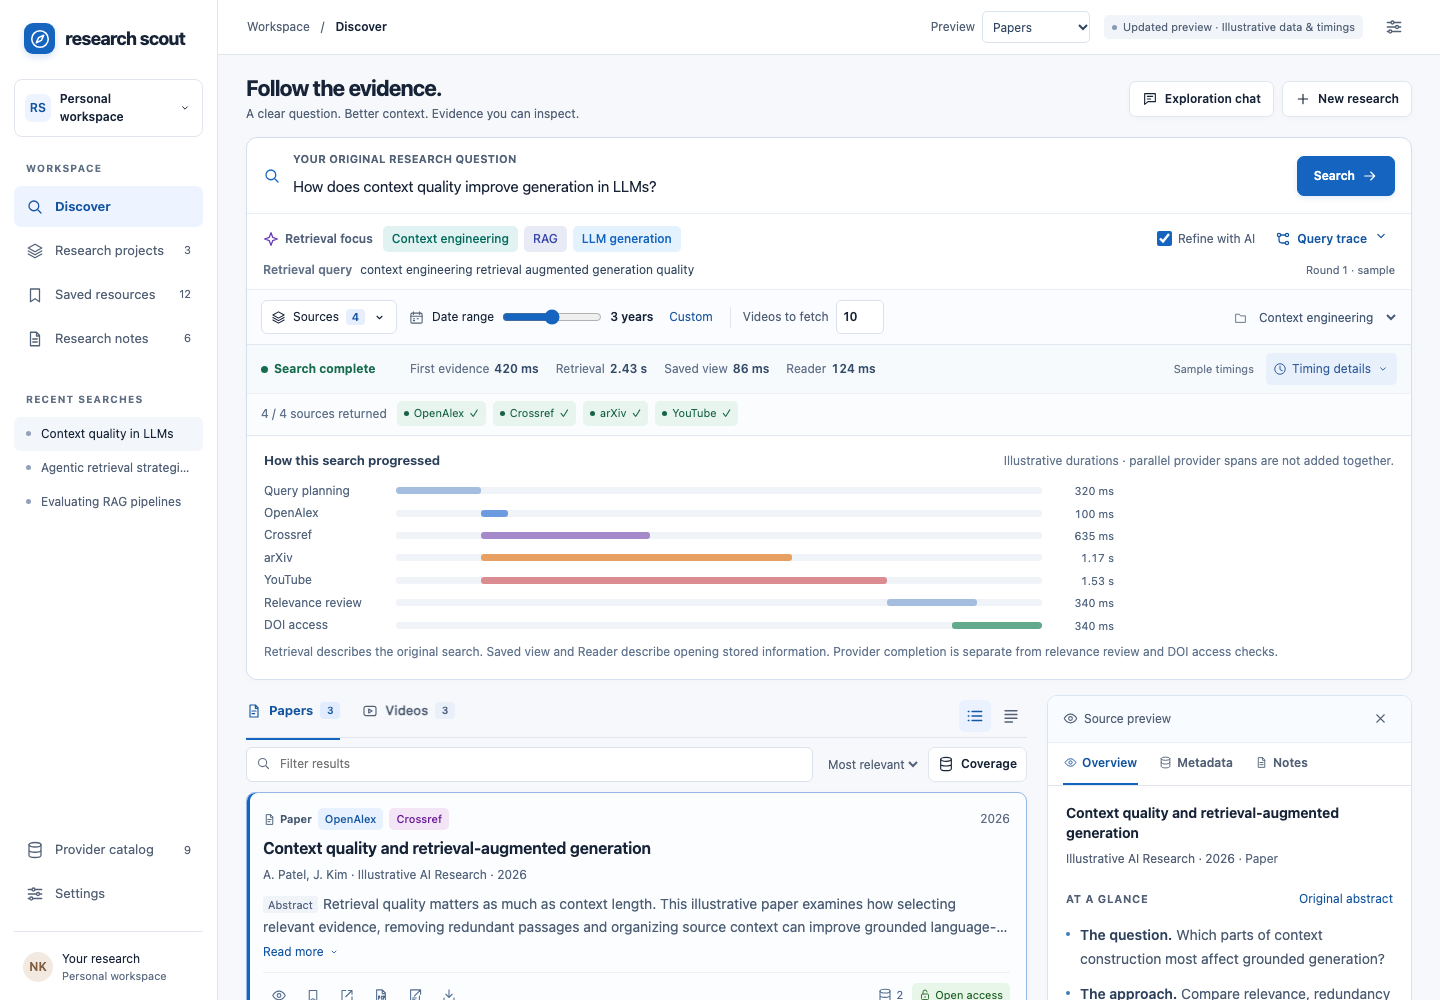 research scout
RS Personal workspace
WORKSPACE
Discover
Research projects 3
Saved resources 12
Research notes 6
RECENT SEARCHES
Context quality in LLMs
Agentic retrieval strategi...
Evaluating RAG pipelines
Provider catalog 9
Settings
NK Your research
Personal workspace
Workspace / Discover
Preview Papers Updated preview · Illustrative data & timings
Follow the evidence.
A clear question. Better context. Evidence you can inspect.
Exploration chat New research
YOUR ORIGINAL RESEARCH QUESTION
How does context quality improve generation in LLMs?
Search
Retrieval focus Context engineering RAG LLM generation Refine with AI Query trace
Retrieval query context engineering retrieval augmented generation quality Round 1 · sample
Sources 4 Date range 3 years Custom Videos to fetch 10 Context engineering
Search complete First evidence 420 ms Retrieval 2.43 s Saved view 86 ms Reader 124 ms Sample timings Timing details
4 / 4 sources returned OpenAlex Crossref arXiv YouTube
How this search progressed Illustrative durations · parallel provider spans are not added together.
Query planning 320 ms
OpenAlex 100 ms
Crossref 635 ms
arXiv 1.17 s
YouTube 1.53 s
Relevance review 340 ms
DOI access 340 ms
Retrieval describes the original search. Saved view and Reader describe opening stored information. Provider completion is separate from relevance review and DOI access checks.
Papers 3 Videos 3
Filter results Most relevant Coverage
Paper OpenAlex Crossref 2026
Context quality and retrieval-augmented generation
A. Patel, J. Kim · Illustrative AI Research · 2026
Abstract Retrieval quality matters as much as context length. This illustrative paper examines how selecting
relevant evidence, removing redundant passages and organizing source context can improve grounded language-...
Read more
2 Open access
Source preview
Overview Metadata Notes
Context quality and retrieval-augmented
generation
Illustrative AI Research · 2026 · Paper
AT A GLANCE Original abstract
• The question. Which parts of context
construction most affect grounded generation?
• The approach. Compare relevance, redundancy